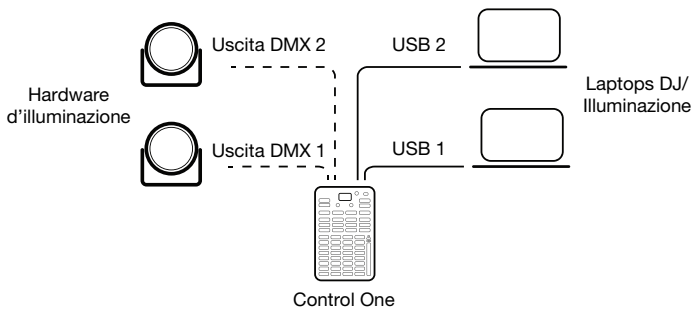 Uscita DMX 2
USB 2
Hardware
d’illuminazione
Laptops DJ/
Illuminazione
Uscita DMX 1
USB 1
Control One